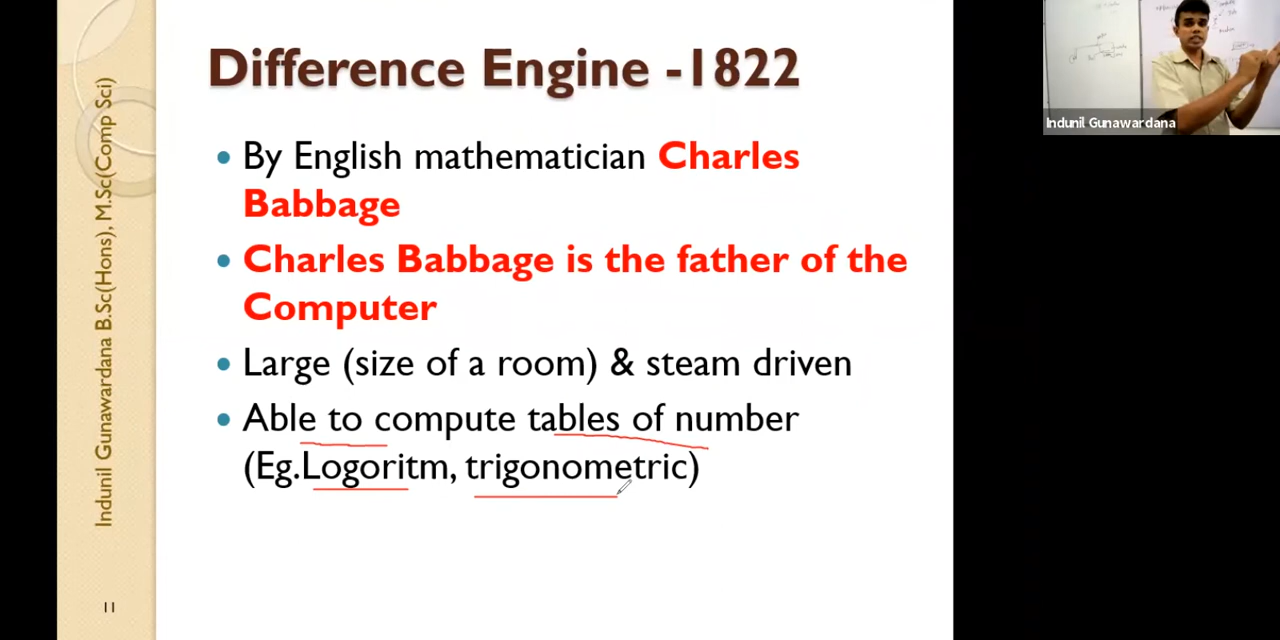 Indunil Gunawardana B.Sc(Hons), M.Sc(Comp Sci)
Difference Engine -1822
• By English mathematician Charles
Babbage
• Charles Babbage is the father of the
Computer
• Large (size of a room) & steam driven
• Able to compute tables of number
(Eg.Logoritm, trigonometric)
11
Indunil Gunawardana